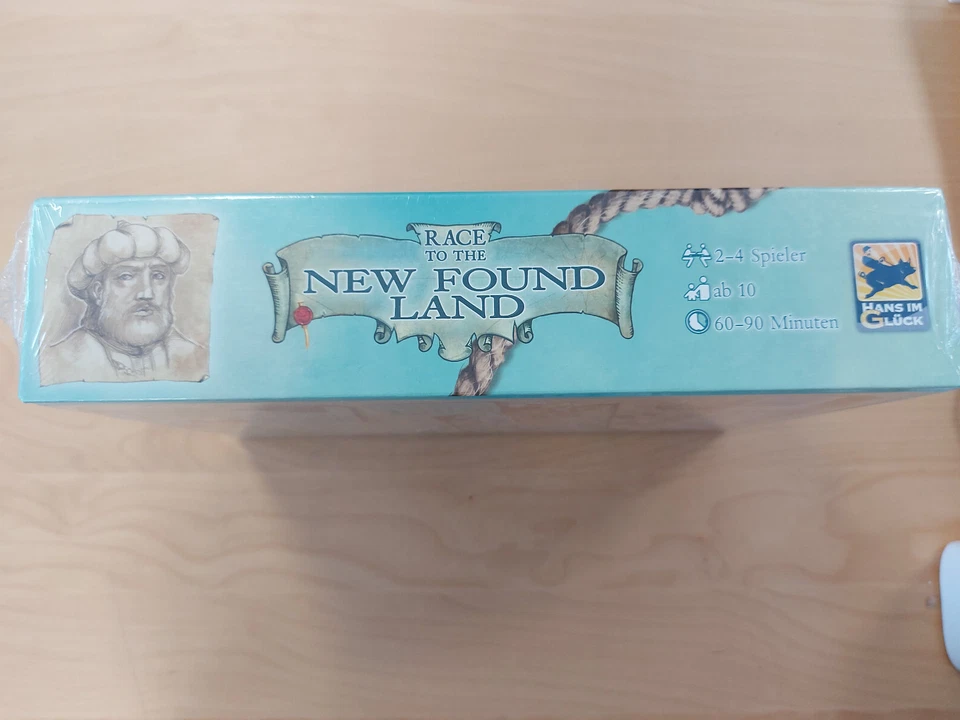 RACE
TO THE
NEW FOUND
LAND
2–4 Spieler
ab 10
60–90 Minuten
HANS IM
GLÜCK